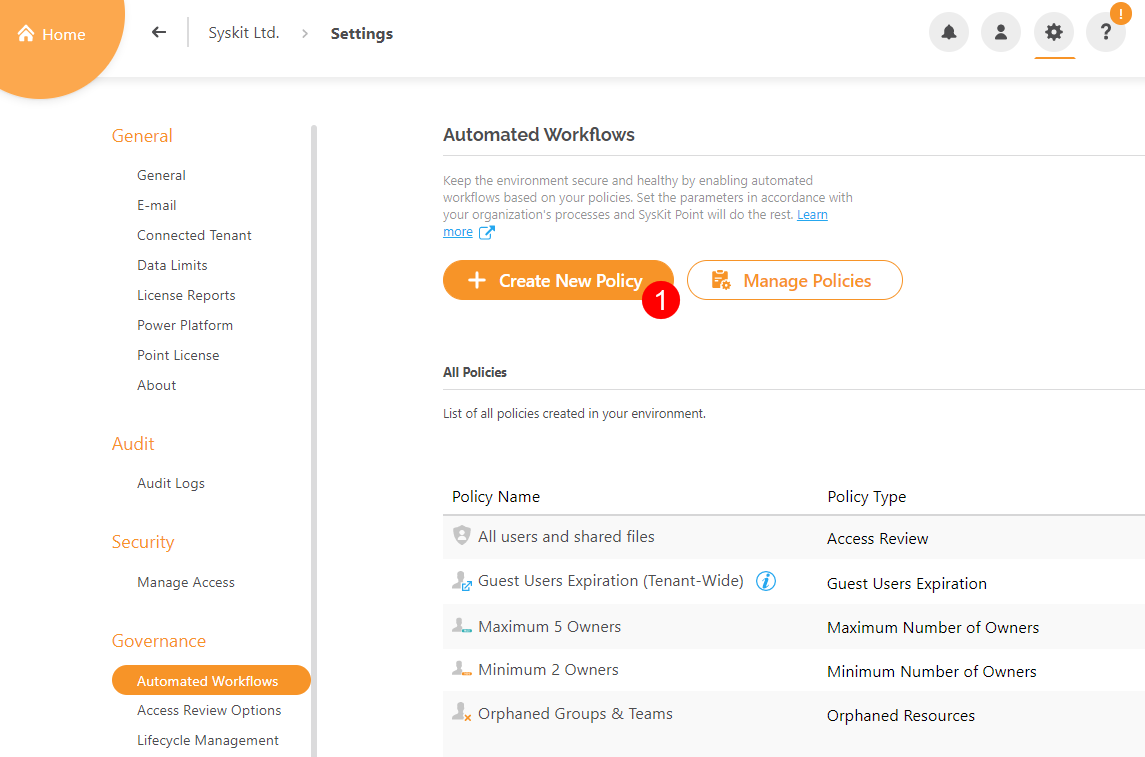 Home
Syskit Ltd. > Settings
!
?
General
General
E-mail
Connected Tenant
Data Limits
License Reports
Power Platform
Point License
About
Audit
Audit Logs
Security
Manage Access
Governance
Automated Workflows
Access Review Options
Lifecycle Management
Automated Workflows
Keep the environment secure and healthy by enabling automated
workflows based on your policies. Set the parameters in accordance with
your organization's processes and SysKit Point will do the rest. Learn
more
+ Create New Policy
1
Manage Policies
All Policies
List of all policies created in your environment.
Policy Name Policy Type
All users and shared files Access Review
Guest Users Expiration (Tenant-Wide) i Guest Users Expiration
Maximum 5 Owners Maximum Number of Owners
Minimum 2 Owners Minimum Number of Owners
Orphaned Groups & Teams Orphaned Resources